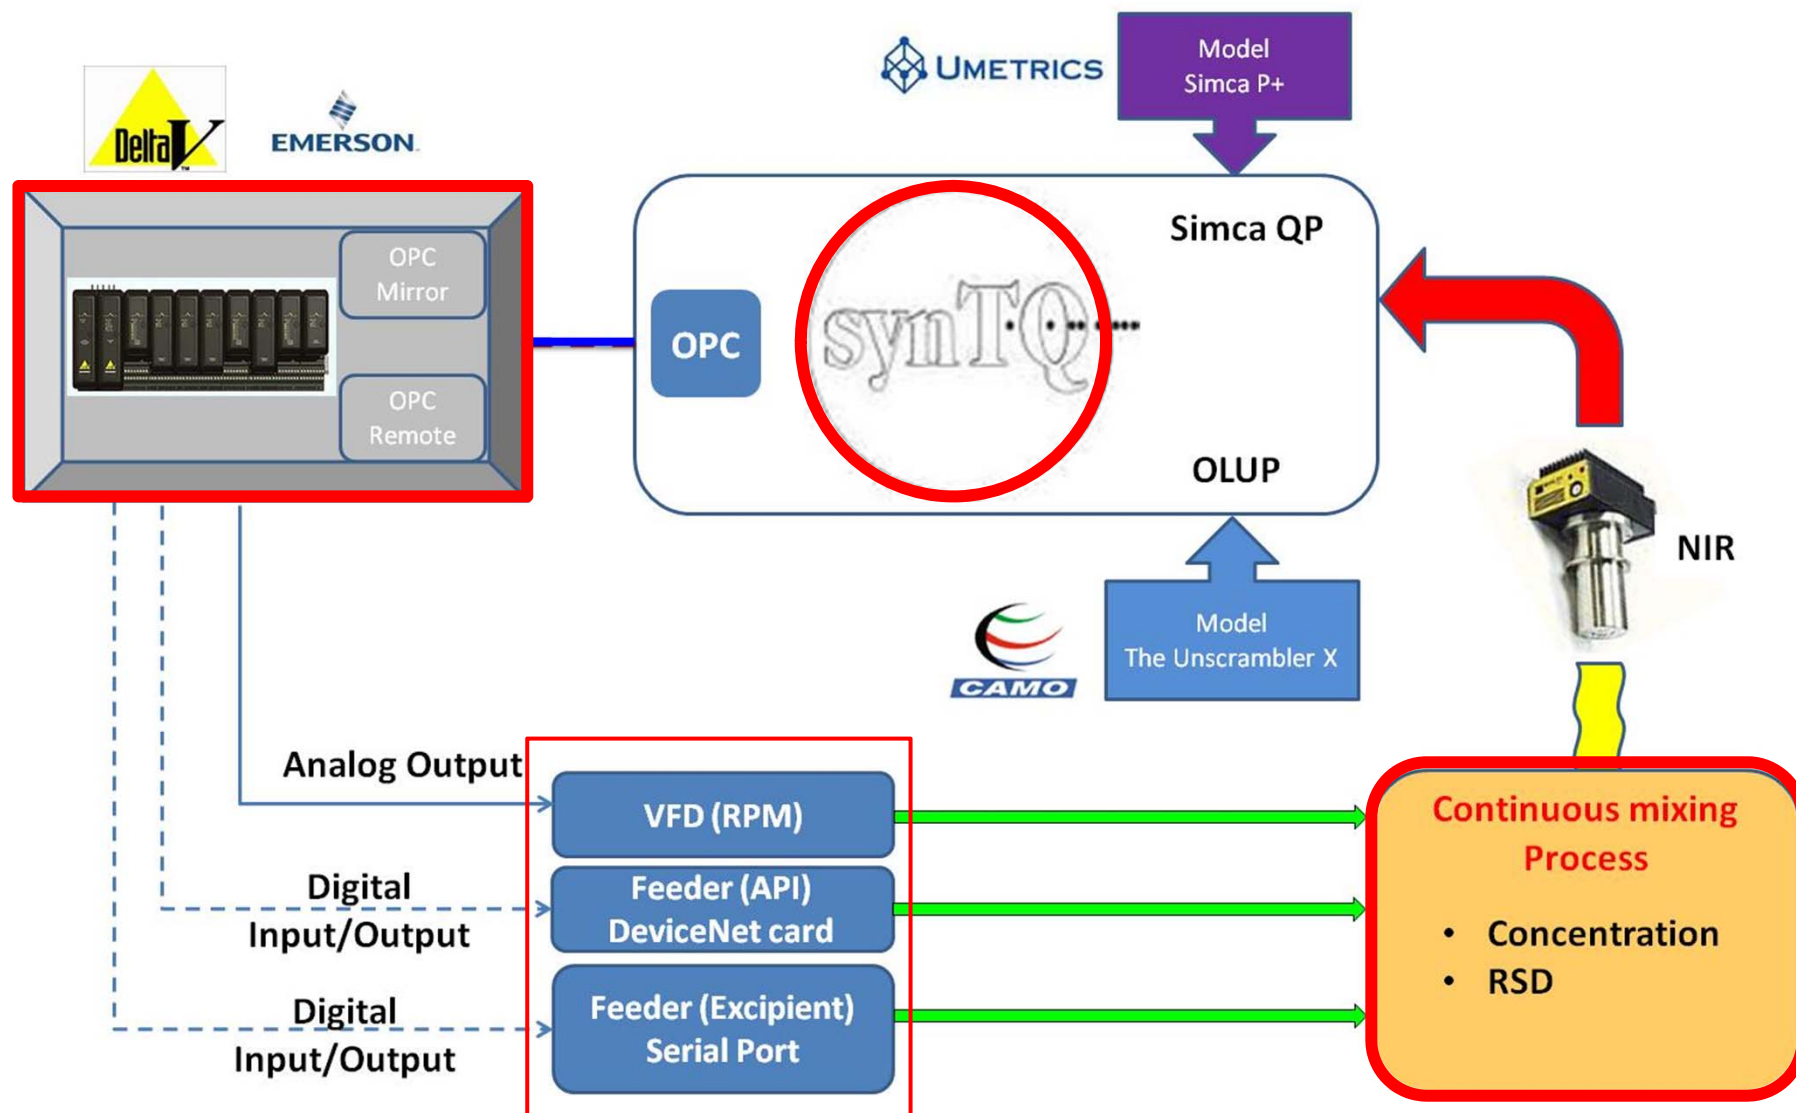 UMETRICS
Model
Simca P+
DeltaV
TM
EMERSON
OPC
Mirror
OPC
Remote
OPC
synTQ
Simca QP
OLUP
NIR
CAMO
Model
The Unscrambler X
Analog Output
VFD (RPM)
Digital
Input/Output
Feeder (API)
DeviceNet card
Digital
Input/Output
Feeder (Excipient)
Serial Port
Continuous mixing
Process
• Concentration
• RSD